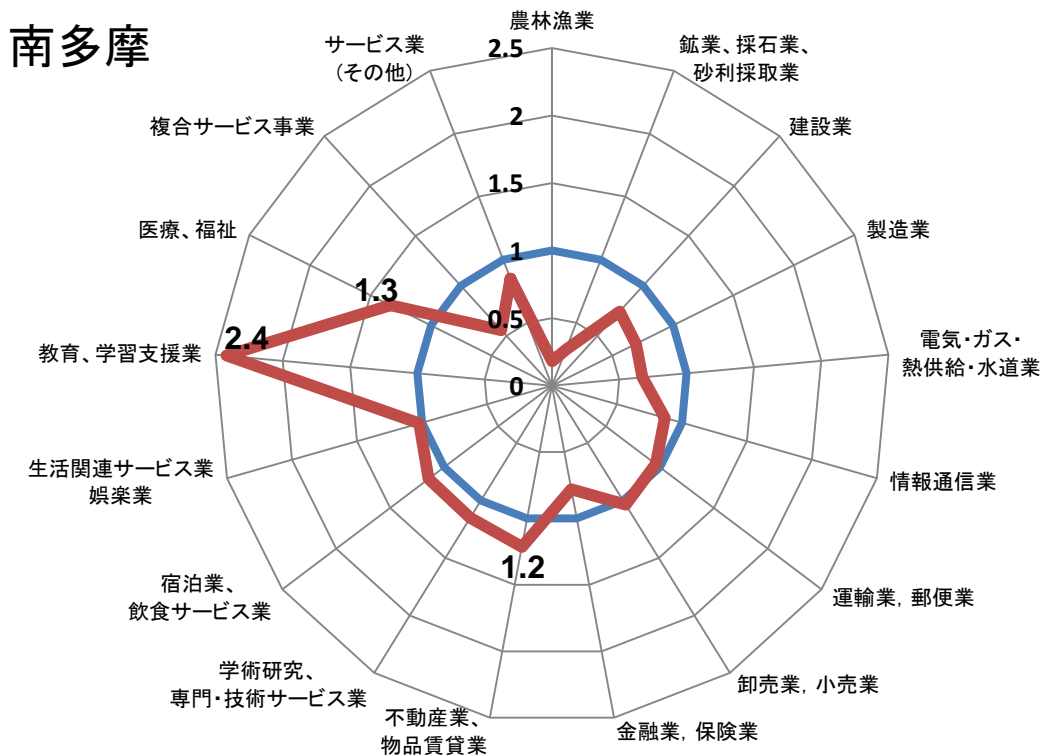 南多摩
農林漁業
鉱業、採石業、
砂利採取業
建設業
製造業
電気・ガス・
熱供給・水道業
情報通信業
運輸業, 郵便業
卸売業, 小売業
金融業, 保険業
不動産業、
物品賃貸業
学術研究、
専門・技術サービス業
宿泊業、
飲食サービス業
生活関連サービス業
娯楽業
教育、学習支援業
医療、福祉
複合サービス事業
サービス業
(その他)
2.5
2
1.5
1
0.5
0
1.3
2.4
1.2